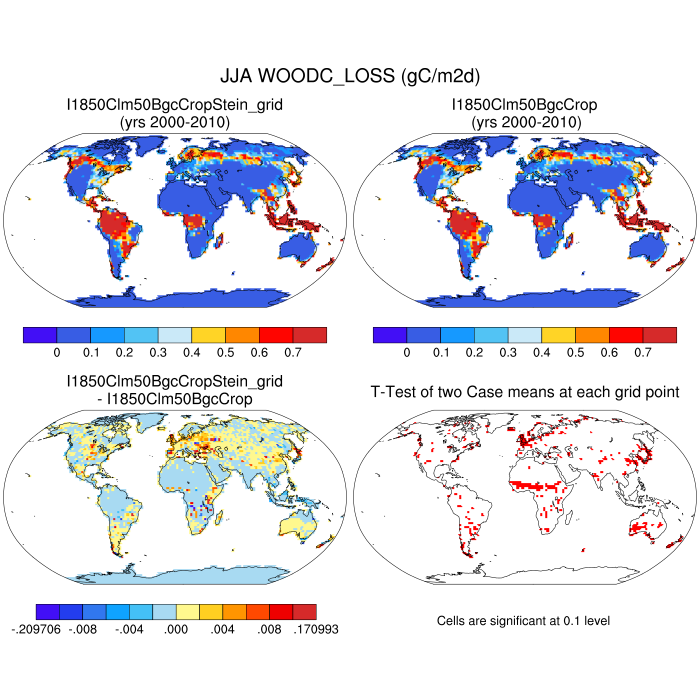 JJA WOODC_LOSS (gC/m2d)
I1850Clm50BgcCropStein_grid
(yrs 2000-2010)
I1850Clm50BgcCrop
(yrs 2000-2010)
0 0.1 0.2 0.3 0.4 0.5 0.6 0.7
0 0.1 0.2 0.3 0.4 0.5 0.6 0.7
I1850Clm50BgcCropStein_grid
- I1850Clm50BgcCrop
T-Test of two Case means at each grid point
-.209706 -.008 -.004 .000 .004 .008 .170993
Cells are significant at 0.1 level